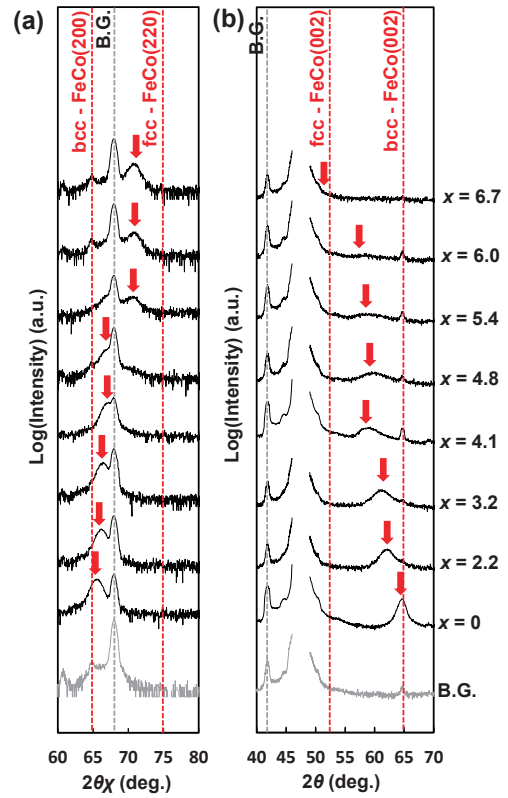 (a)
bcc - FeCo(200)
B.G.
fcc - FeCo(220)
Log(Intensity) (a.u.)
60 65 70 75 80
2θχ (deg.)
(b)
B.G.
fcc - FeCo(002)
bcc - FeCo(002)
Log(Intensity) (a.u.)
x = 6.7
x = 6.0
x = 5.4
x = 4.8
x = 4.1
x = 3.2
x = 2.2
x = 0
B.G.
40 45 50 55 60 65 70
2θ (deg.)